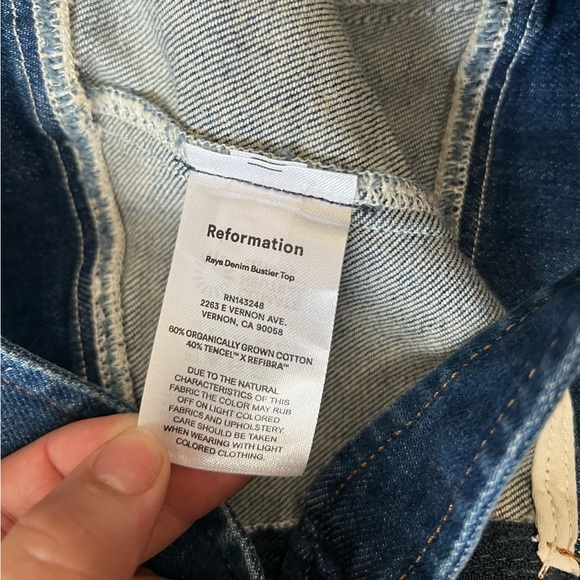 Reformation
Raya Denim Bustier Top
RN143248
2263 E VERNON AVE.
VERNON, CA 90058
60% ORGANICALLY GROWN COTTON
40% TENCEL™ X REFIBRA™
DUE TO THE NATURAL
CHARACTERISTICS OF THIS
FABRIC THE COLOR MAY RUB
OFF ON LIGHT COLORED
FABRICS AND UPHOLSTERY.
CARE SHOULD BE TAKEN
WHEN WEARING WITH LIGHT
COLORED CLOTHING.